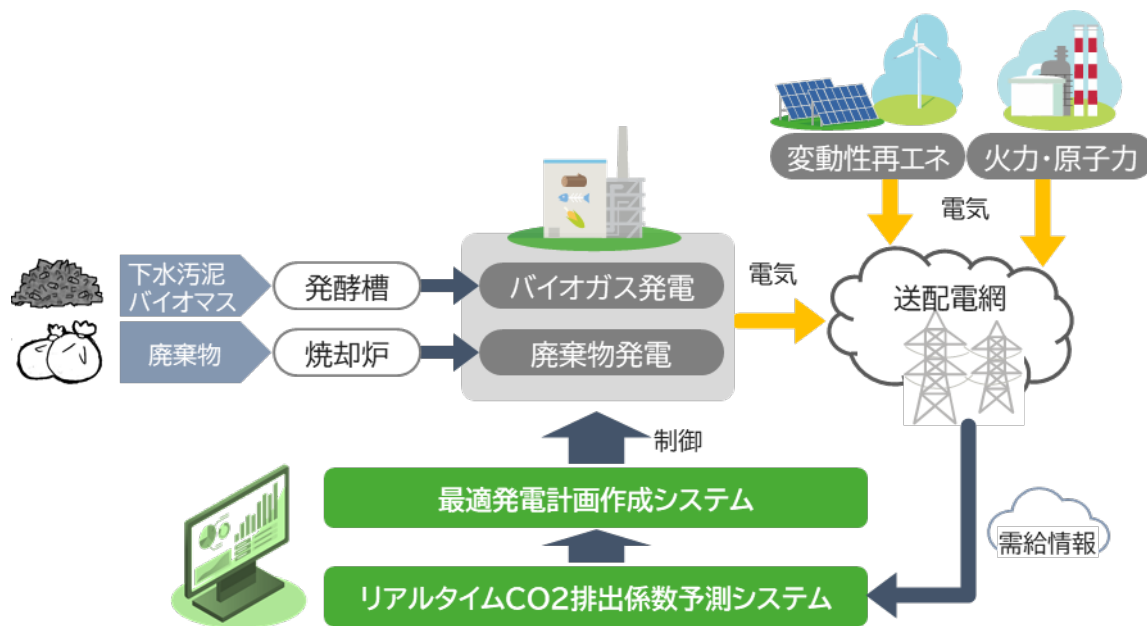 変動性再エネ
火力・原子力
電気
下水汚泥
バイオマス
発酵槽
バイオガス発電
電気
送配電網
廃棄物
焼却炉
廃棄物発電
制御
最適発電計画作成システム
需給情報
リアルタイムCO2排出係数予測システム